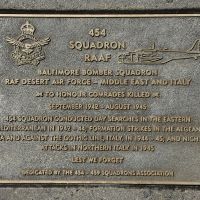 454
SQUADRON
RAAF
BALTIMORE BOMBER SQUADRON
RAF DESERT AIR FORCE - MIDDLE EAST AND ITALY
TO HONOUR COMRADES KILLED
SEPTEMBER 1942 - AUGUST 1945
454 SQUADRON CONDUCTED DAY SEARCHES IN THE EASTERN
MEDITERRANEAN IN 1942 - 44, FORMATION STRIKES IN THE AEGEAN
AND AGAINST THE GOTHIC LINE, ITALY, IN 1944 - 45, AND NIGHT
ATTACKS IN NORTHERN ITALY IN 1945
LEST WE FORGET
DEDICATED BY THE 454 - 459 SQUADRONS ASSOCIATION